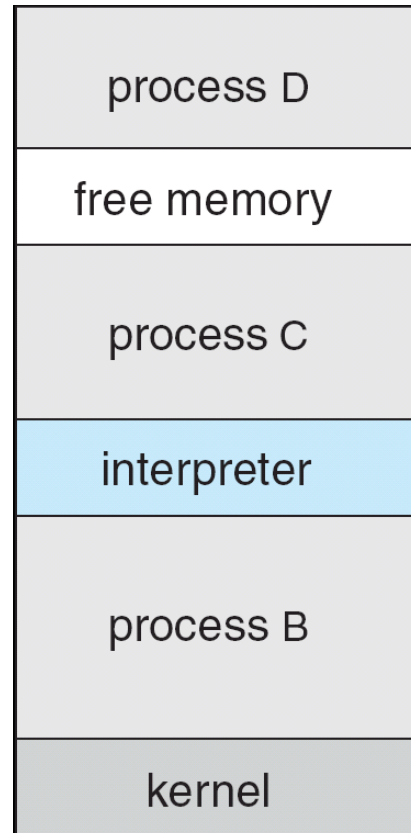 process D
free memory
process C
interpreter
process B
kernel